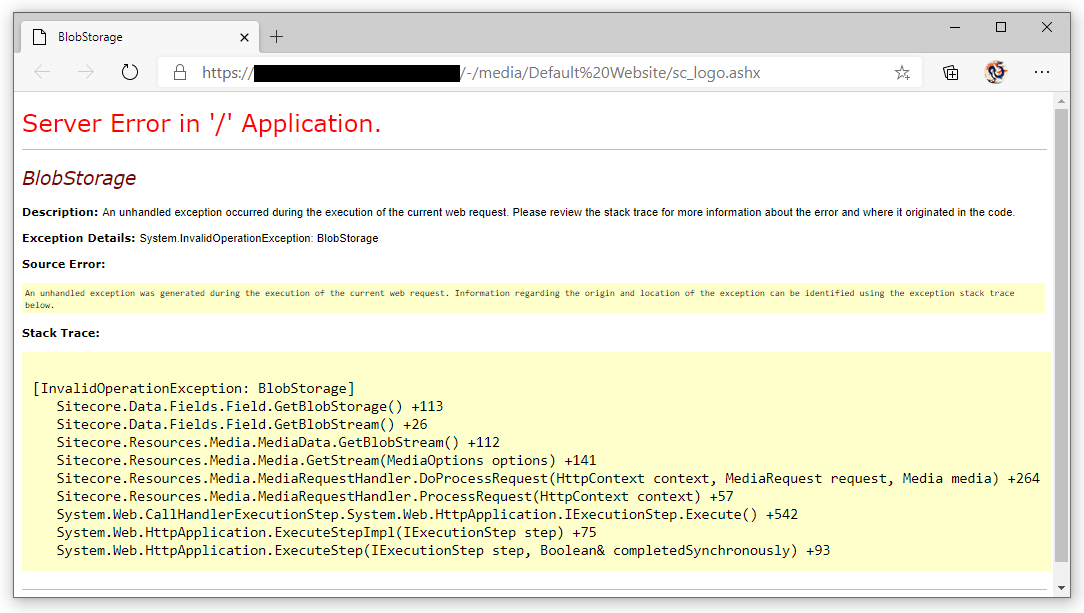 BlobStorage
https:// /-/media/Default%20Website/sc_logo.ashx
Server Error in '/' Application.
BlobStorage
Description: An unhandled exception occurred during the execution of the current web request. Please review the stack trace for more information about the error and where it originated in the code.
Exception Details: System.InvalidOperationException: BlobStorage
Source Error:
An unhandled exception was generated during the execution of the current web request. Information regarding the origin and location of the exception can be identified using the exception stack trace
below.
Stack Trace:
[InvalidOperationException: BlobStorage]
Sitecore.Data.Fields.Field.GetBlobStorage() +113
Sitecore.Data.Fields.Field.GetBlobStream() +26
Sitecore.Resources.Media.MediaData.GetBlobStream() +112
Sitecore.Resources.Media.Media.GetStream(MediaOptions options) +141
Sitecore.Resources.Media.MediaRequestHandler.DoProcessRequest(HttpContext context, MediaRequest request, Media media) +264
Sitecore.Resources.Media.MediaRequestHandler.ProcessRequest(HttpContext context) +57
System.Web.CallHandlerExecutionStep.System.Web.HttpApplication.IExecutionStep.Execute() +542
System.Web.HttpApplication.ExecuteStepImpl(IExecutionStep step) +75
System.Web.HttpApplication.ExecuteStep(IExecutionStep step, Boolean& completedSynchronously) +93